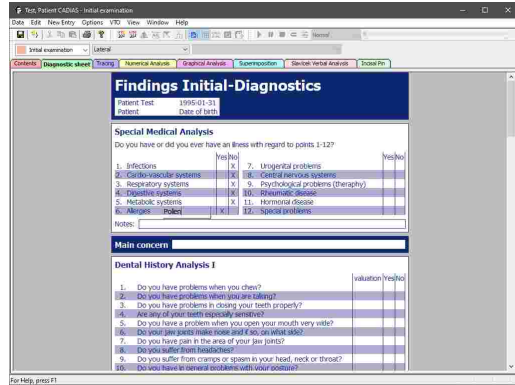 Test, Patient CADIAS - Initial examination
Data Edit New Entry Options VTO View Window Help
Normal
Initial examination Lateral
Contents Diagnostic sheet Tracing Numerical Analysis Graphical Analysis Superimposition Slavicek Verbal Analysis Incisal Pin
Findings Initial-Diagnostics
Patient Test 1995-01-31
Patient Date of birth
Special Medical Analysis
Do you have or did you ever have an illness with regard to points 1-12?
Yes No Yes No
1. Infections X 7. Urogenital problems
2. Cardio-vascular systems X 8. Central nervous systems
3. Respiratory systems X 9. Psychological problems (theraphy)
4. Digestive systems X 10. Rheumatic disease
5. Metabolic systems X 11. Hormonal disease
6. Allergies Pollen X 12. Special problems
Notes:
Main concern
Dental History Analysis I
valuation Yes No
1. Do you have problems when you chew?
2. Do you have problems when you are talking?
3. Do you have problems in closing your teeth properly?
4. Are any of your teeth especially sensitive?
5. Do you have a problem when you open your mouth very wide?
6. Do your jaw joints make noise and if so, on what side?
7. Do you have pain in the area of your jaw joints?
8. Do you suffer from headaches?
9. Do you suffer from cramps or spasm in your head, neck or throat?
10. Do you have in general problems with your posture?
For Help, press F1